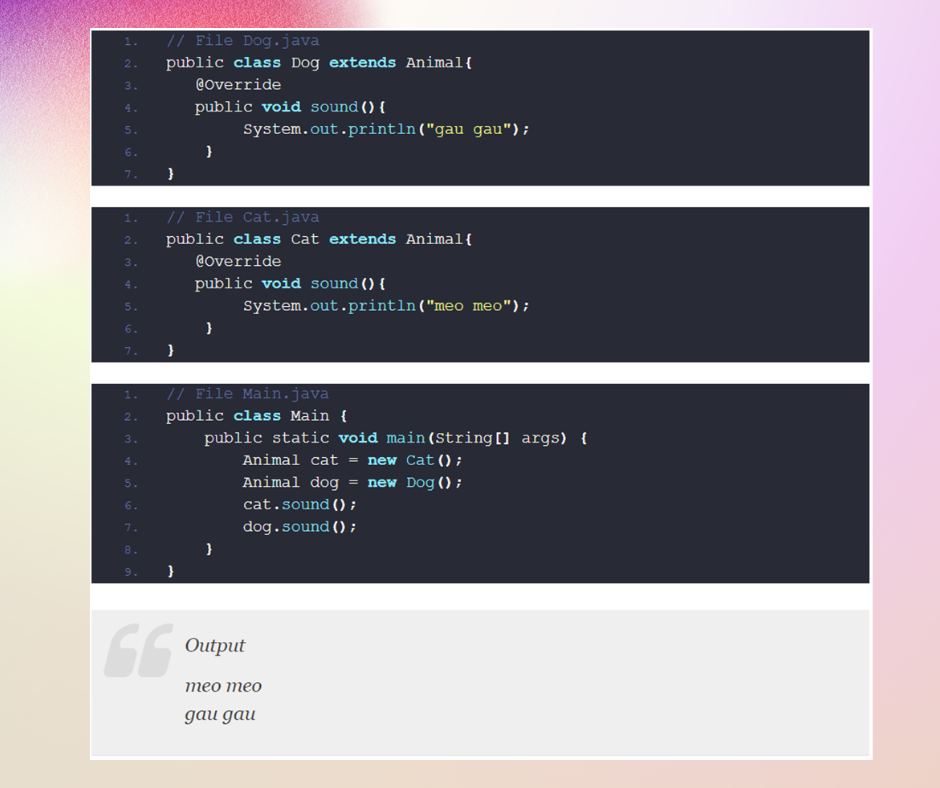 1. // File Dog.java
2. public class Dog extends Animal{
3. @Override
4. public void sound(){
5. System.out.println("gau gau");
6. }
7. }
1. // File Cat.java
2. public class Cat extends Animal{
3. @Override
4. public void sound(){
5. System.out.println("meo meo");
6. }
7. }
1. // File Main.java
2. public class Main {
3. public static void main(String[] args) {
4. Animal cat = new Cat();
5. Animal dog = new Dog();
6. cat.sound();
7. dog.sound();
8. }
9. }
Output
meo meo
gau gau